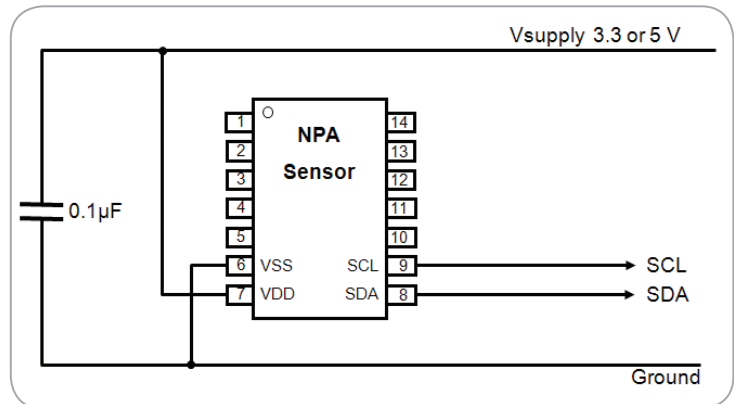 Vsupply 3.3 or 5 V
1 NPA 14
2 13
3 Sensor 12
4 11
5 10
0.1µF
6 VSS SCL 9 SCL
7 VDD SDA 8 SDA
Ground